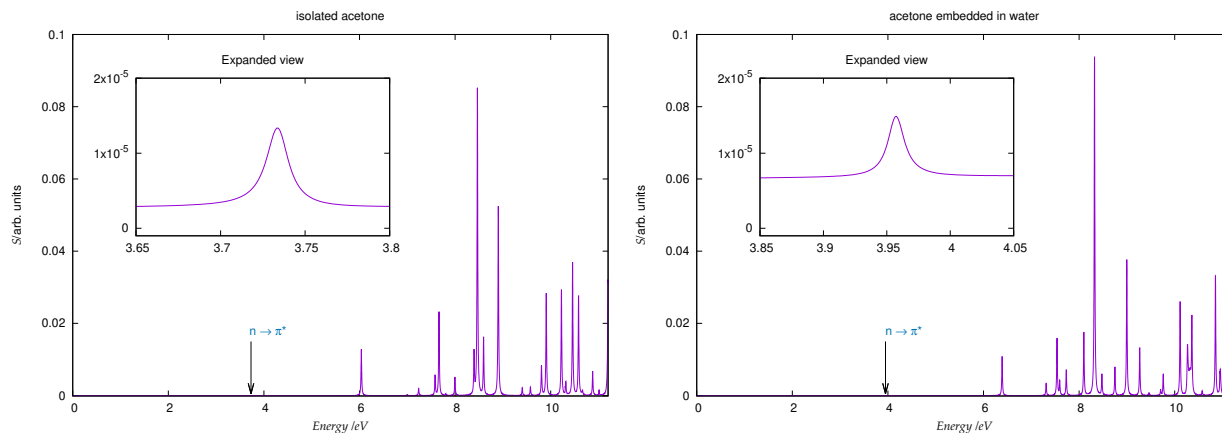 isolated acetone
0.1
0.08
0.06
0.04
0.02
0
S/arb. units
0
2
4
6
8
10
Energy /eV
Expanded view
2x10⁻⁵
1x10⁻⁵
0
3.65
3.7
3.75
3.8
n → π*
acetone embedded in water
0.1
0.08
0.06
0.04
0.02
0
S/arb. units
0
2
4
6
8
10
Energy /eV
Expanded view
2x10⁻⁵
1x10⁻⁵
0
3.85
3.9
3.95
4
4.05
n → π*